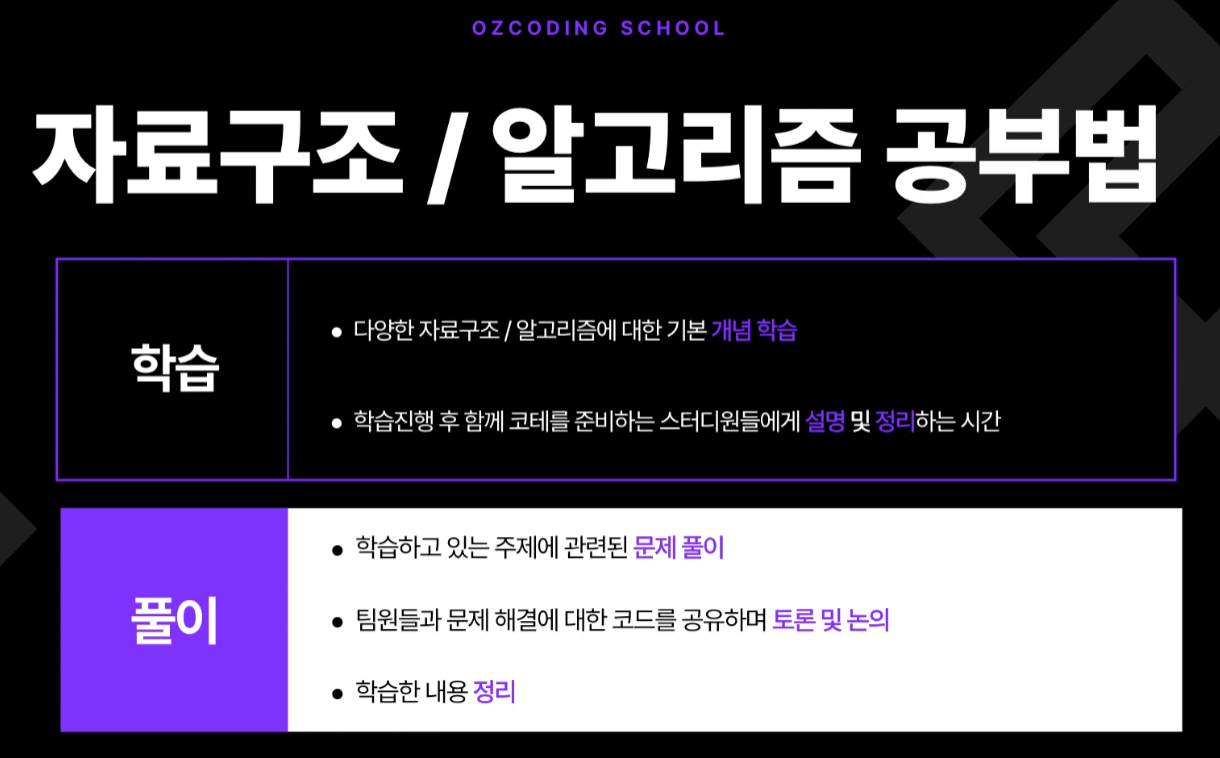 OZCODING SCHOOL
자료구조 / 알고리즘 공부법
학습
● 다양한 자료구조 / 알고리즘에 대한 기본 개념 학습
● 학습진행 후 함께 코테를 준비하는 스터디원들에게 설명 및 정리하는 시간
풀이
● 학습하고 있는 주제에 관련된 문제 풀이
● 팀원들과 문제 해결에 대한 코드를 공유하며 토론 및 논의
● 학습한 내용 정리